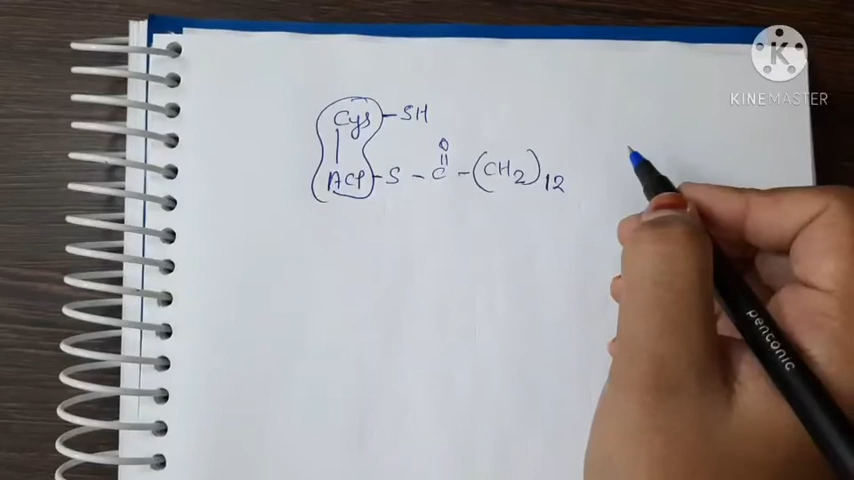 Cys-SH
O
ACP-S-C-(CH2)12
K
KINEMASTER
penconic